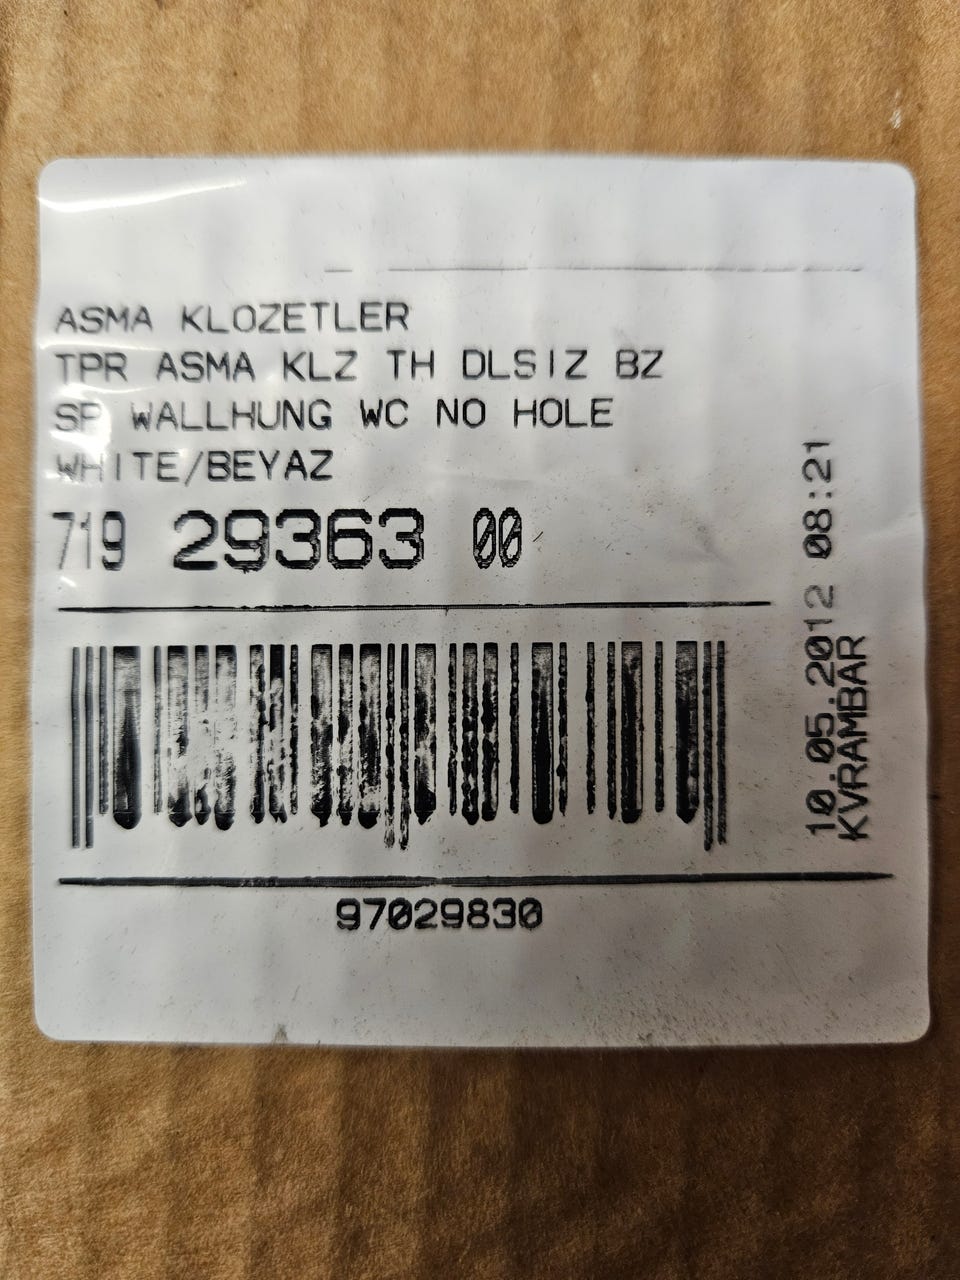 ASMA KLOZETLER
TPR ASMA KLZ TH DLSIZ BZ
SP WALLHUNG WC NO HOLE
WHITE/BEYAZ
719 29363 00
97029830
10.05.2012 08:21
KVRAMBAR